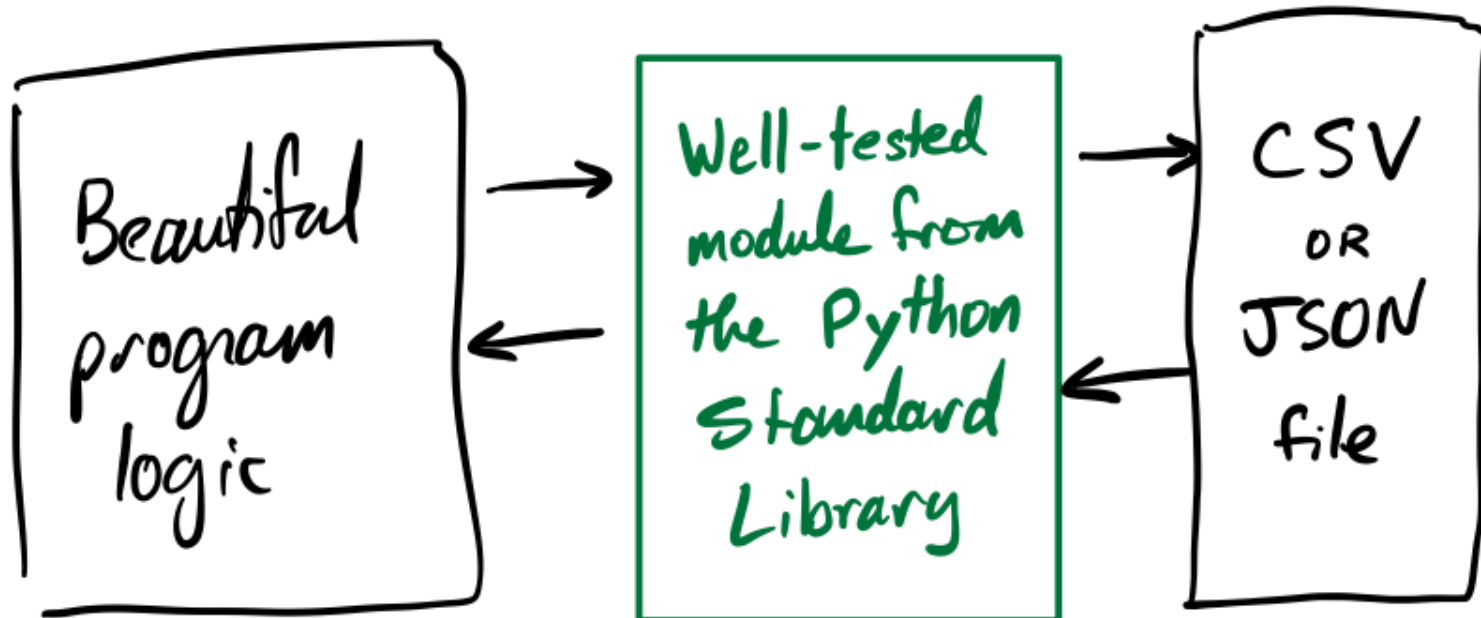 Beautiful
program
logic
Well-tested
module from
the Python
Standard
Library
CSV
OR
JSON
file